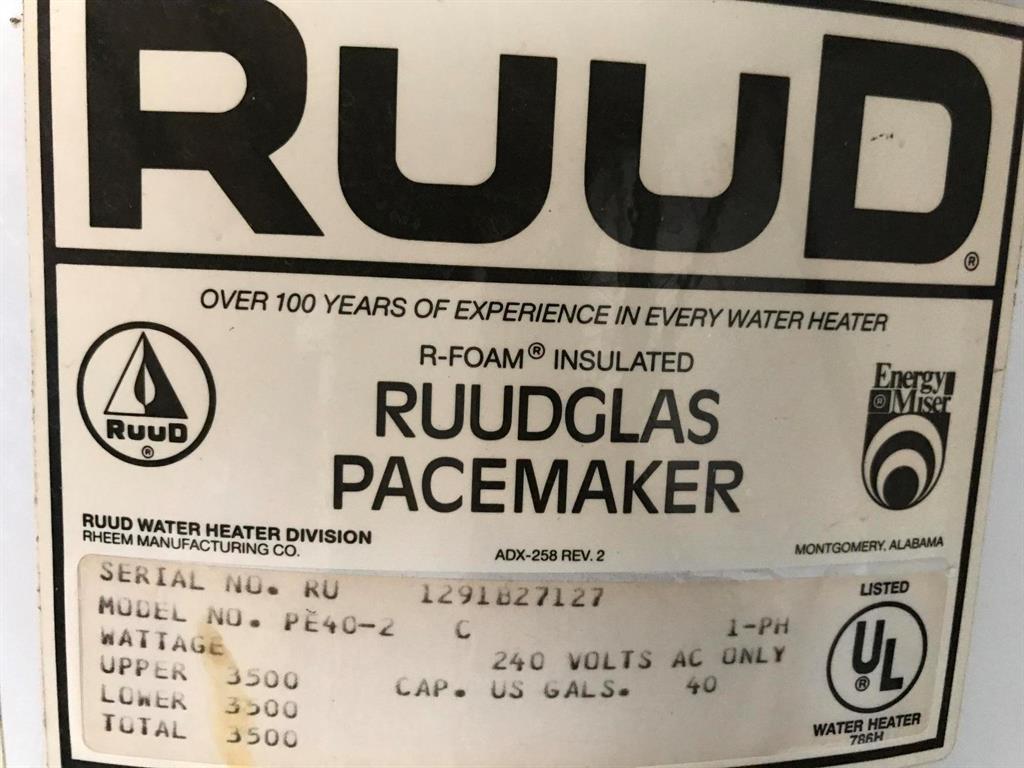 RUUD®
OVER 100 YEARS OF EXPERIENCE IN EVERY WATER HEATER
R-FOAM® INSULATED
RUUDGLAS
PACEMAKER
RUUD
®
Energy
® Miser
RUUD WATER HEATER DIVISION
RHEEM MANUFACTURING CO.
ADX-258 REV. 2
MONTGOMERY, ALABAMA
SERIAL NO. RU 1291B27127
MODEL NO. PE40-2 C 1-PH
WATTAGE 240 VOLTS AC ONLY
UPPER 3500 CAP. US GALS. 40
LOWER 3500
TOTAL 3500
LISTED
UL
®
WATER HEATER
786H